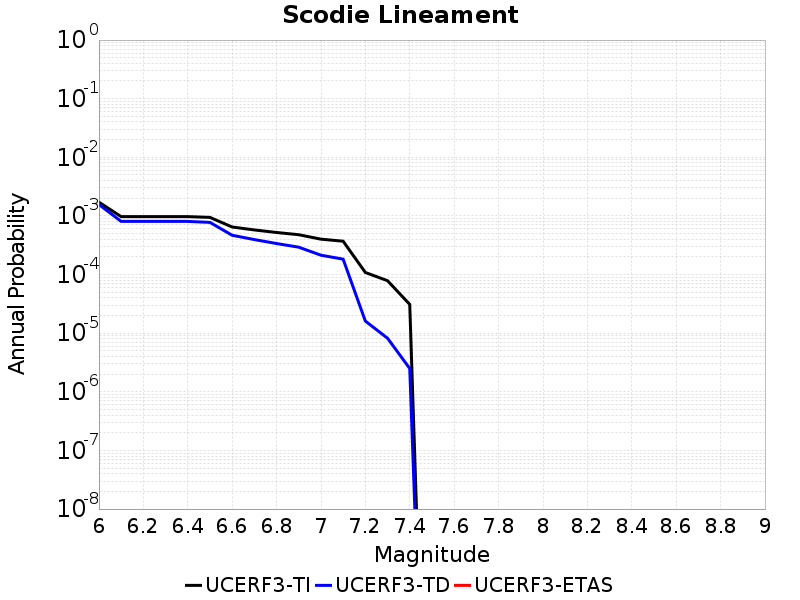 Scodie Lineament
10^0
10^-1
10^-2
10^-3
10^-4
10^-5
10^-6
10^-7
10^-8
Annual Probability
6 6.2 6.4 6.6 6.8 7 7.2 7.4 7.6 7.8 8 8.2 8.4 8.6 8.8 9
Magnitude
UCERF3-TI UCERF3-TD UCERF3-ETAS